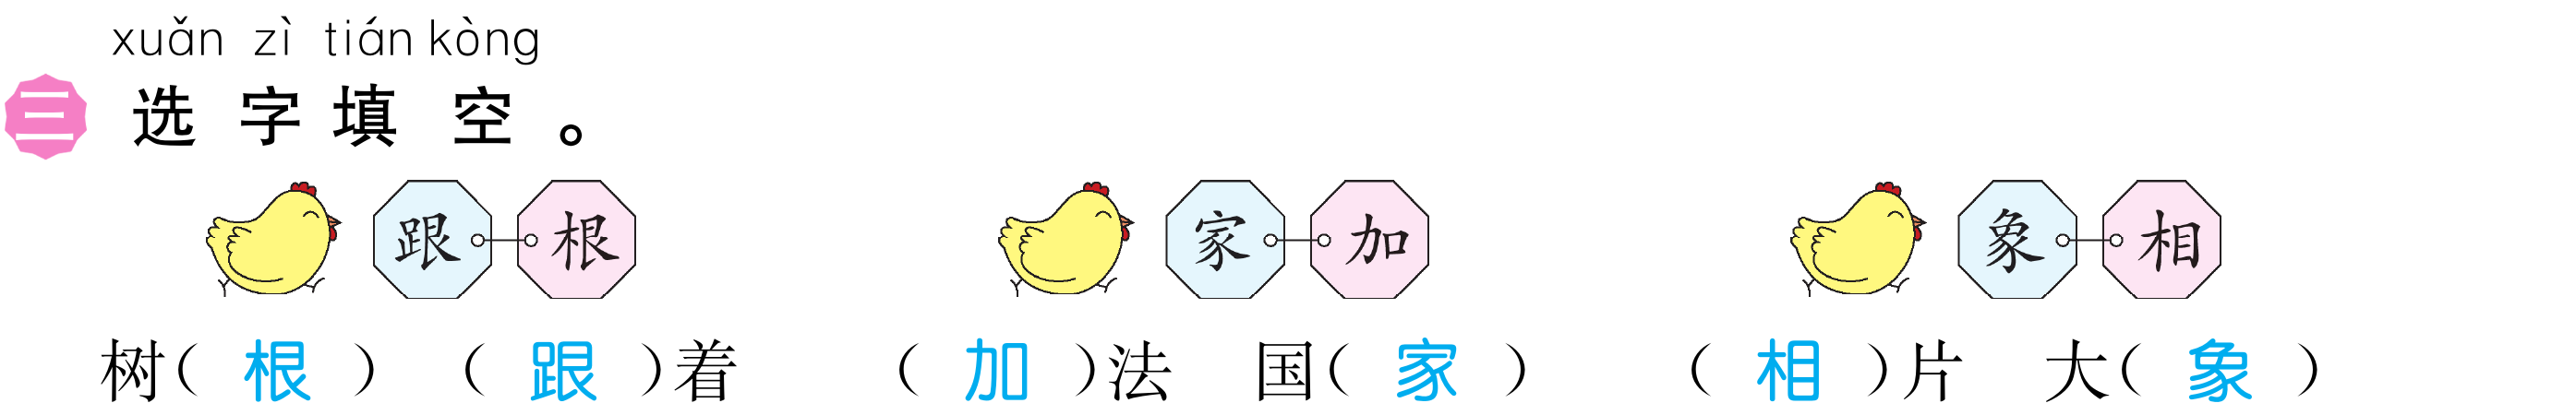 xuǎn zì tián kòng
三 选字填空。
跟 根 家 加 象 相
树( 根 ) ( 跟 )着 ( 加 )法 国( 家 ) ( 相 )片 大( 象 )